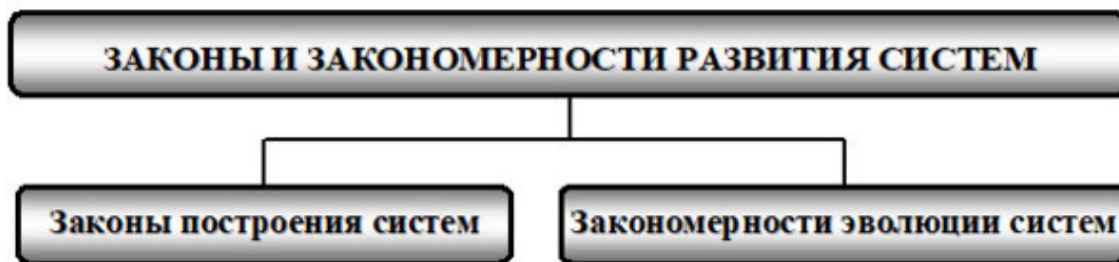 ЗАКОНЫ И ЗАКОНОМЕРНОСТИ РАЗВИТИЯ СИСТЕМ
Законы построения систем
Закономерности эволюции систем